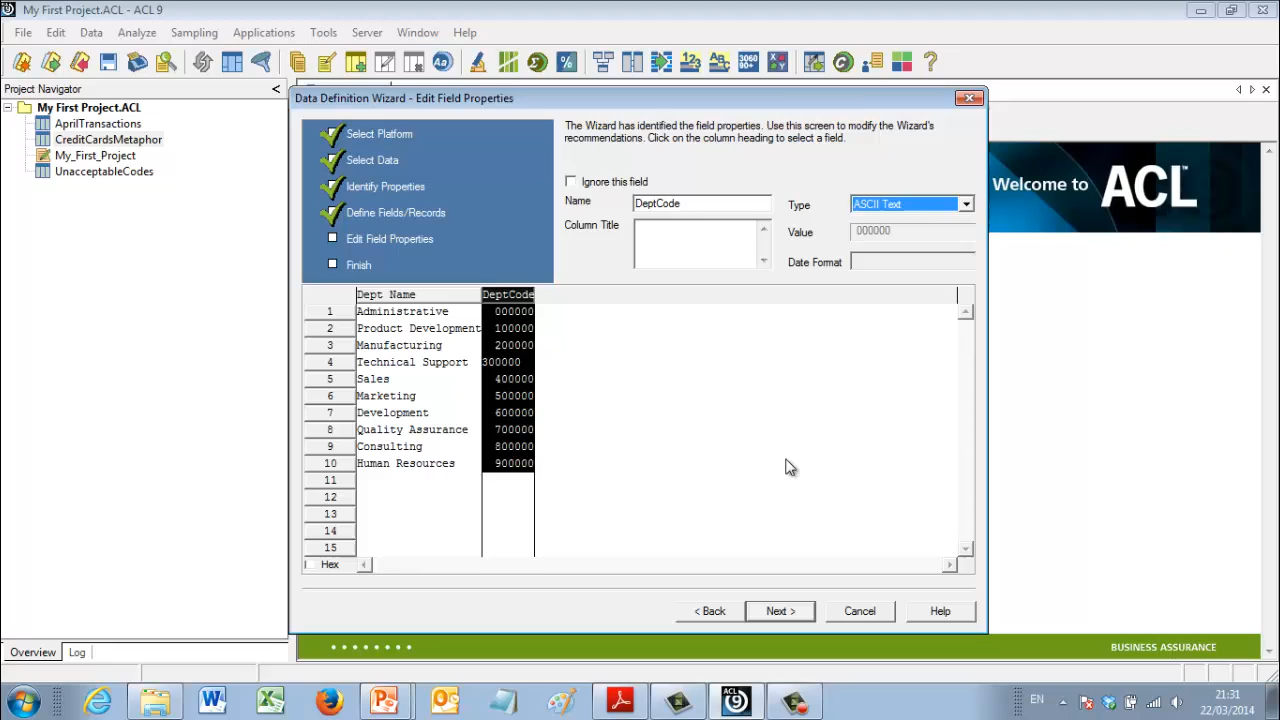 My First Project.ACL - ACL 9
File Edit Data Analyze Sampling Applications Tools Server Window Help
Project Navigator <
My First Project.ACL
AprilTransactions
CreditCardsMetaphor
My_First_Project
UnacceptableCodes
Overview Log
Data Definition Wizard - Edit Field Properties
Select Platform
Select Data
Identify Properties
Define Fields/Records
Edit Field Properties
Finish
The Wizard has identified the field properties. Use this screen to modify the Wizard's
recommendations. Click on the column heading to select a field.
Ignore this field
Name DeptCode Type ASCII Text
Column Title Value 000000
Date Format
Dept Name DeptCode
1 Administrative 000000
2 Product Development 100000
3 Manufacturing 200000
4 Technical Support 300000
5 Sales 400000
6 Marketing 500000
7 Development 600000
8 Quality Assurance 700000
9 Consulting 800000
10 Human Resources 900000
11
12
13
14
15
Hex
< Back Next > Cancel Help
Welcome to ACL™
BUSINESS ASSURANCE
EN 21:31
22/03/2014